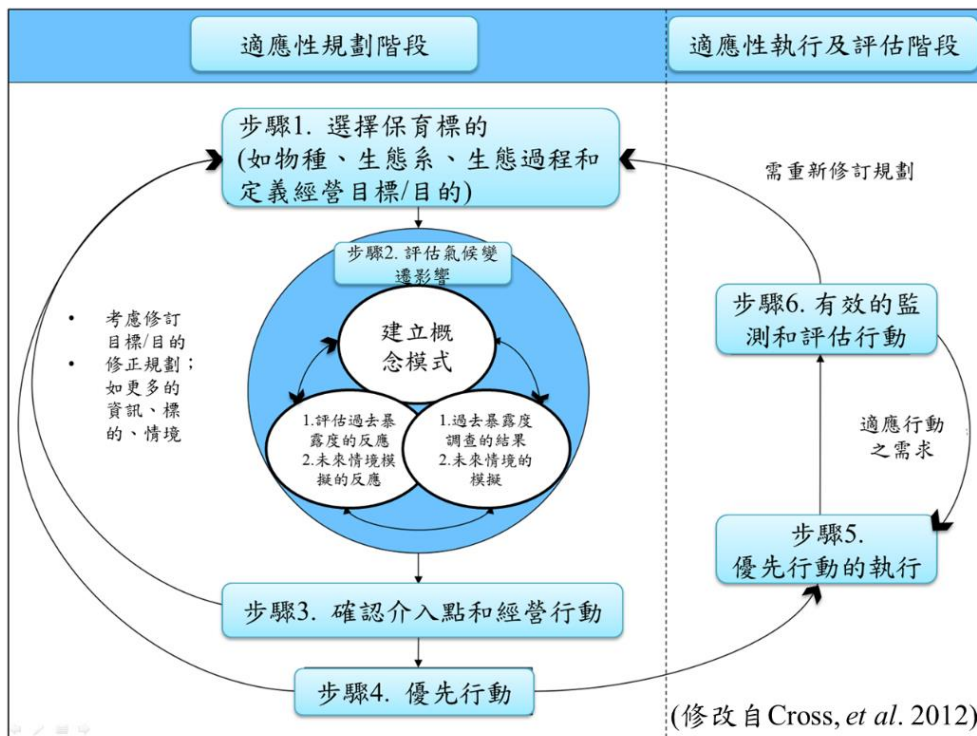 適應性規劃階段
適應性執行及評估階段
步驟1. 選擇保育標的
(如物種、生態系、生態過程和
定義經營目標/目的)
需重新修訂規劃
步驟2. 評估氣候變
遷影響
建立概
念模式
1.評估過去暴
露度的反應
2.未來情境模
擬的反應
1.過去暴露度
調查的結果
2.未來情境的
模擬
• 考慮修訂
目標/目的
• 修正規劃；
如更多的
資訊、標
的、情境
步驟6. 有效的監
測和評估行動
適應行動
之需求
步驟5.
優先行動的執行
步驟3. 確認介入點和經營行動
步驟4. 優先行動
(修改自Cross, et al. 2012)